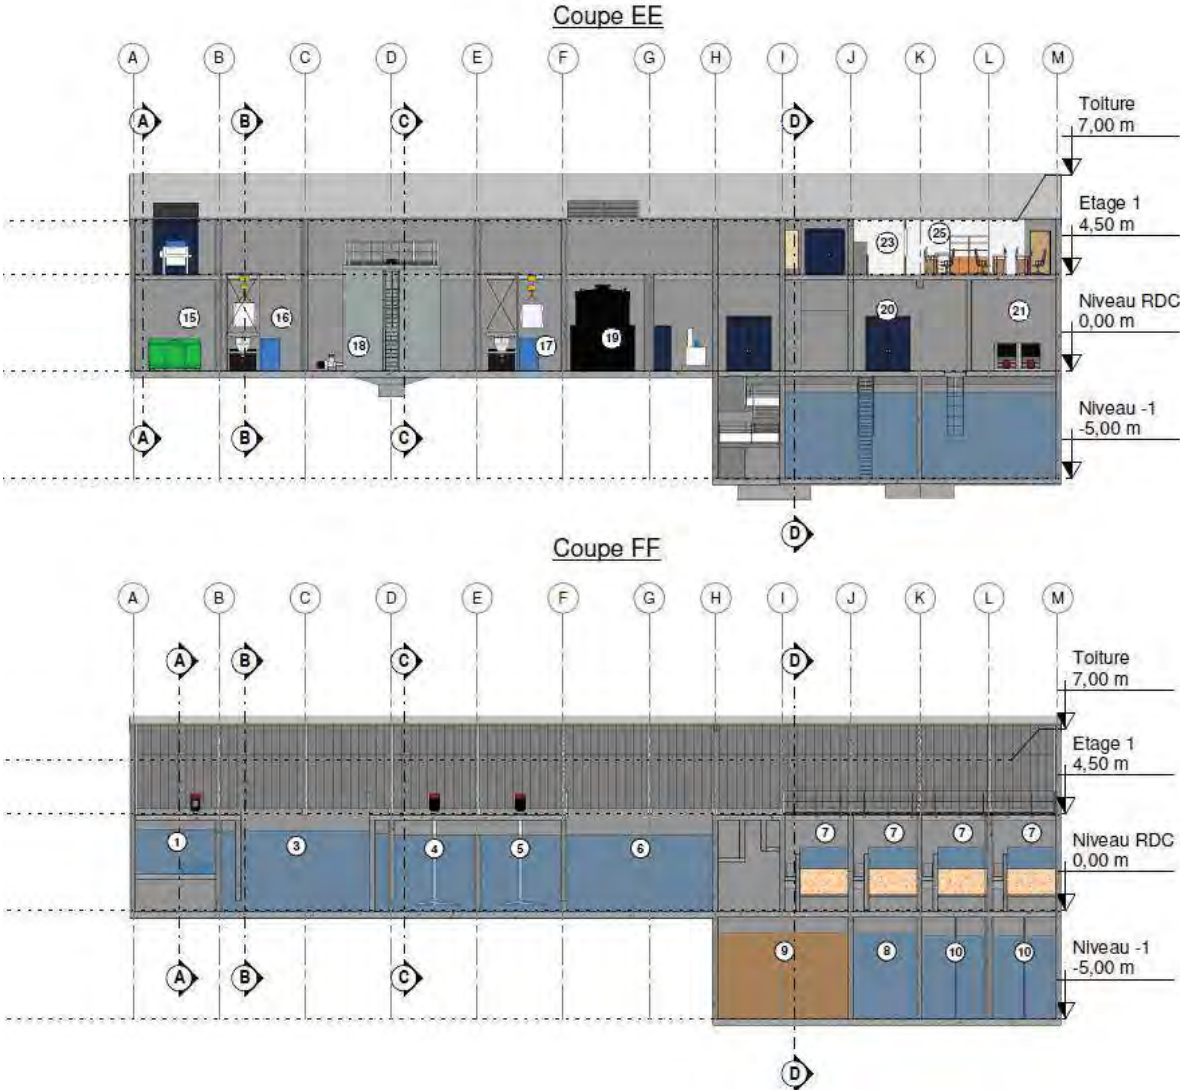 Coupe EE
A B C D E F G H I J K L M
A B C D
Toiture
7,00 m
Etage 1
4,50 m
23 25
Niveau RDC
0,00 m
15 16 18 17 19 20 21
Niveau -1
-5,00 m
A B C
D
Coupe FF
A B C D E F G H I J K L M
A B C D
Toiture
7,00 m
Etage 1
4,50 m
7 7 7 7
Niveau RDC
0,00 m
1 3 4 5 6
9 8 10 10
Niveau -1
-5,00 m
A B C
D